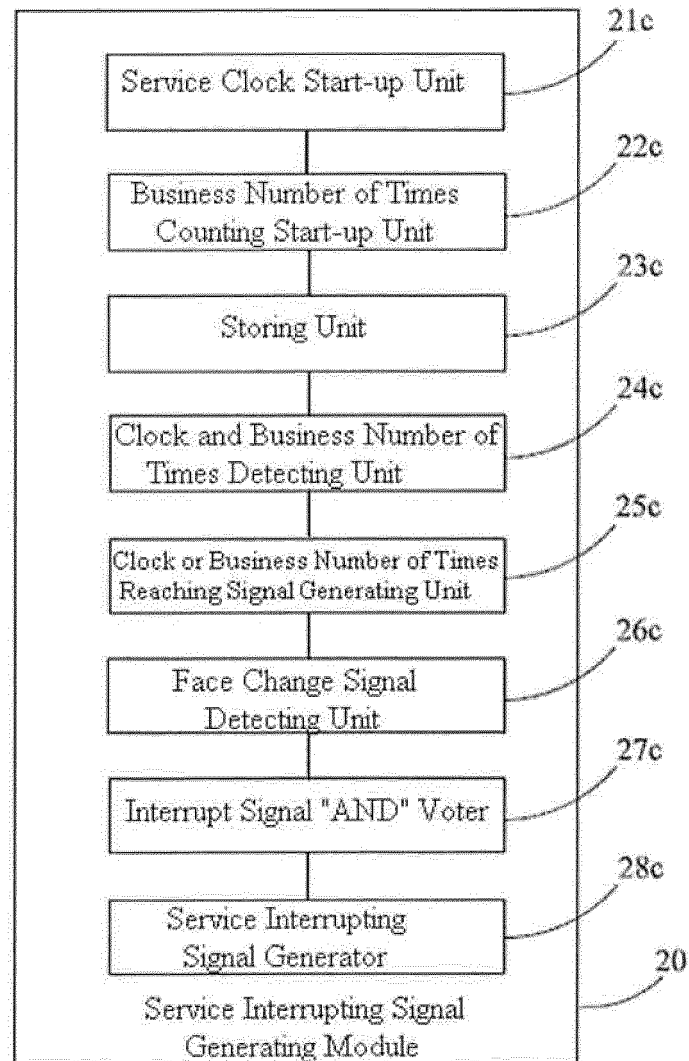 21c
Service Clock Start-up Unit
22c
Business Number of Times
Counting Start-up Unit
23c
Storing Unit
24c
Clock and Business Number of
Times Detecting Unit
25c
Clock or Business Number of Times
Reaching Signal Generating Unit
26c
Face Change Signal
Detecting Unit
27c
Interrupt Signal "AND" Voter
28c
Service Interrupting
Signal Generator
20
Service Interrupting Signal
Generating Module